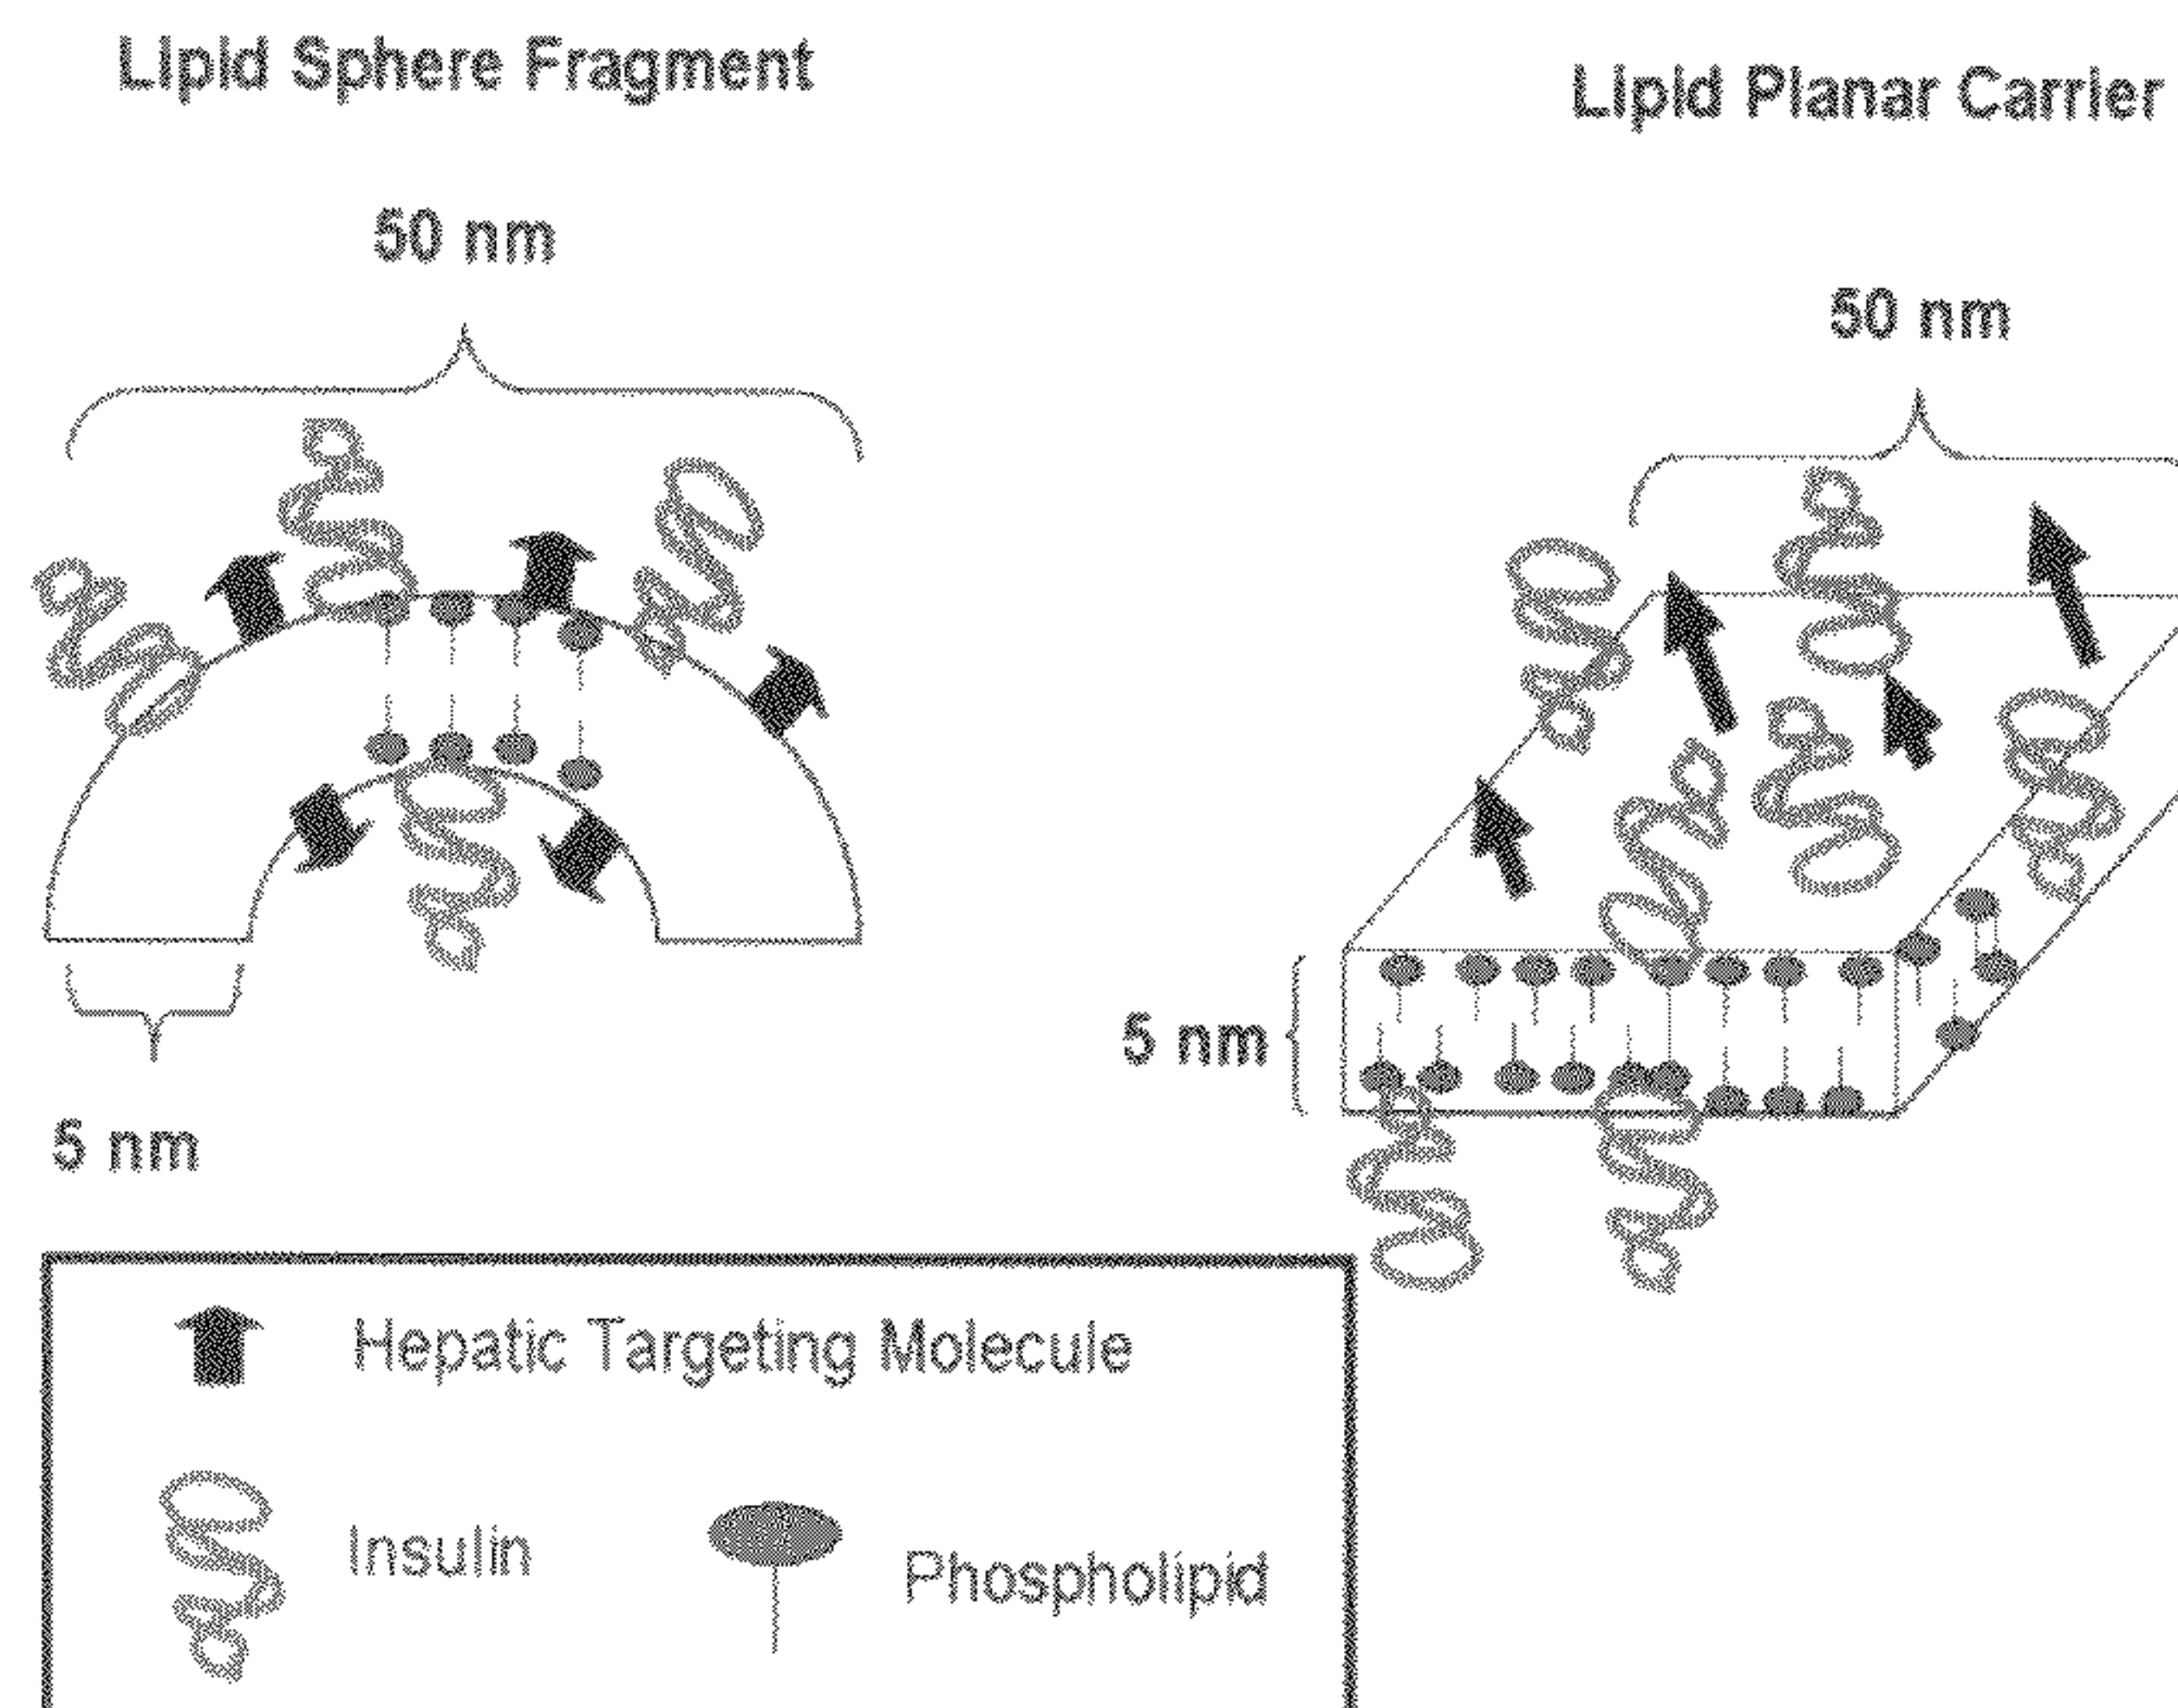 Lipid Sphere Fragment
Lipid Planar Carrier
50 nm
50 nm
5 nm
5 nm
Hepatic Targeting Molecule
Insulin
Phospholipid